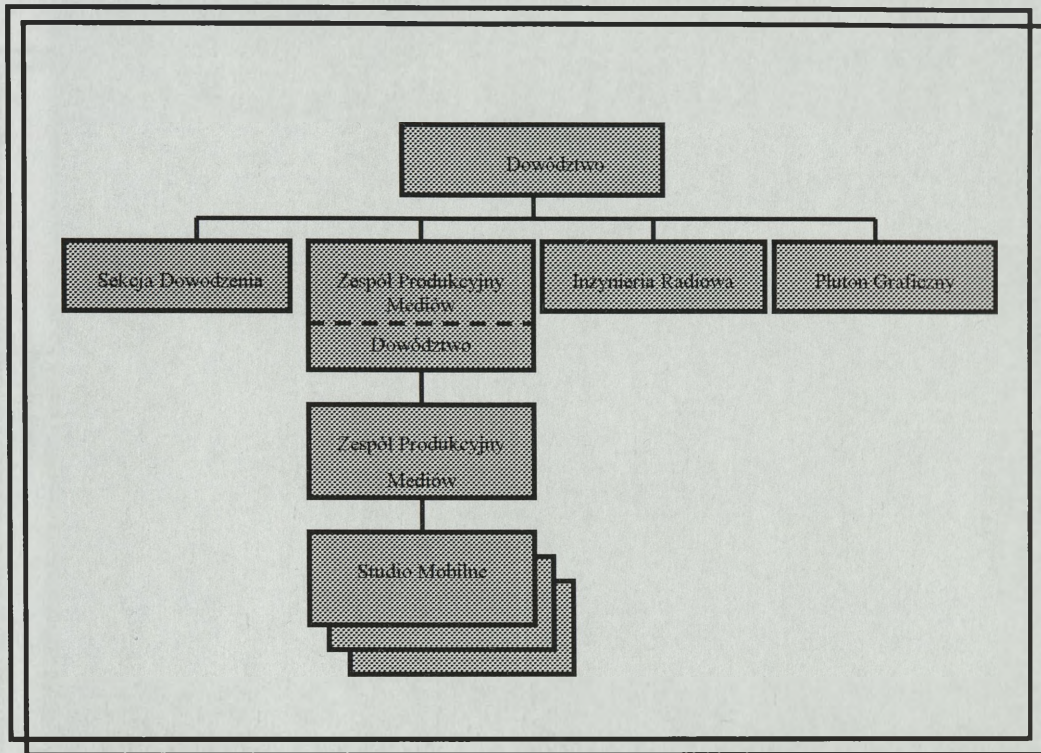 Dowództwo
Sekcja Dowodzenia
Zespół Produkcyjny
Mediów
Dowództwo
Inżynieria Radiowa
Pluton Graficzny
Zespół Produkcyjny
Mediów
Studio Mobilne